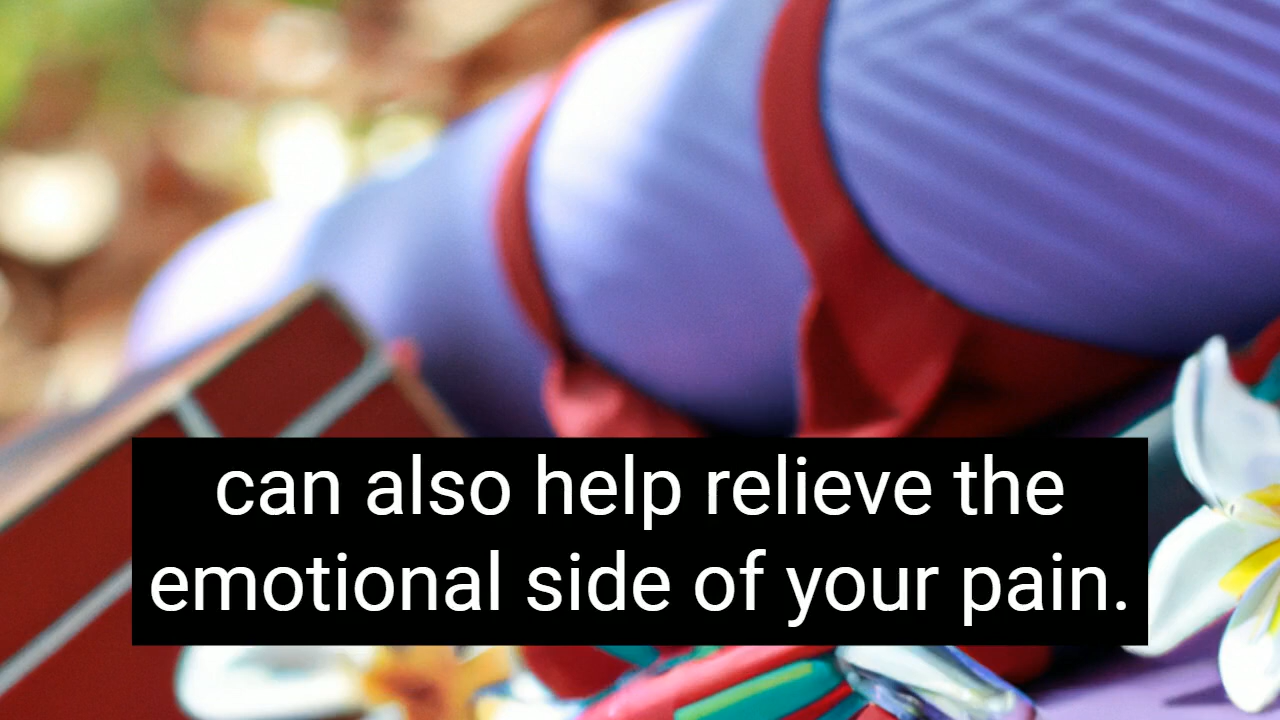 can also help relieve the
emotional side of your pain.